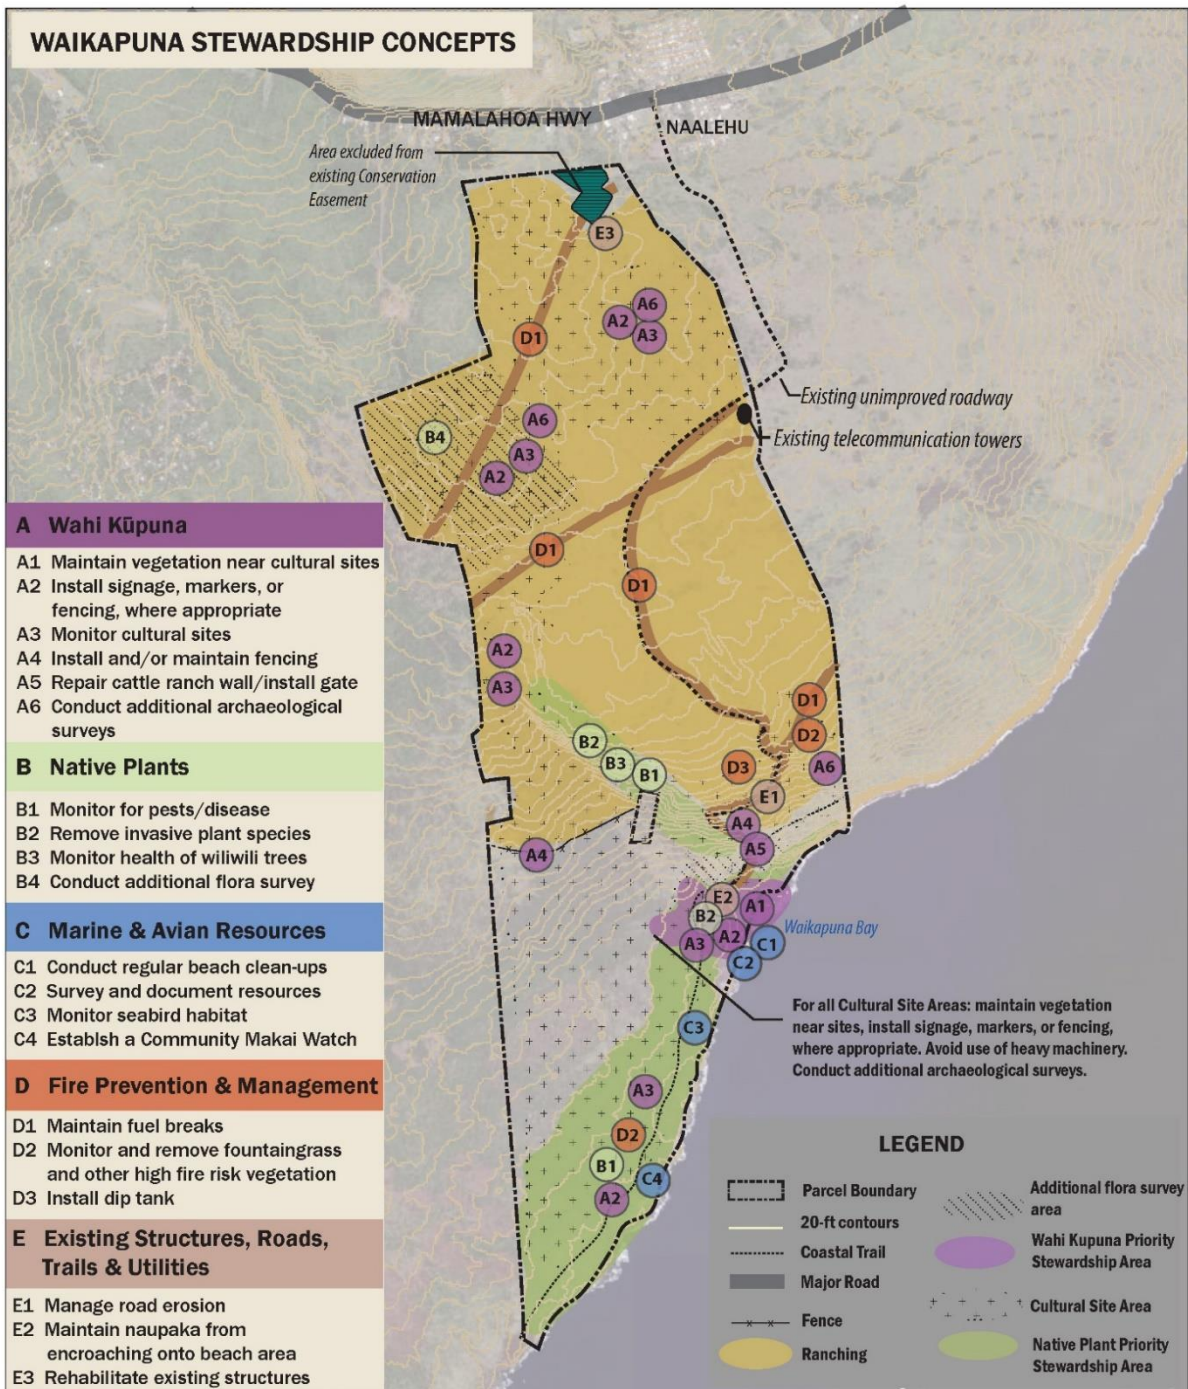 WAIKAPUNA STEWARDSHIP CONCEPTS
MAMALAHOA HWY
NAALEHU
Area excluded from
existing Conservation
Easement
E3
A6
A2
A3
D1
Existing unimproved roadway
Existing telecommunication towers
A6
B4
A3
A2
D1
D1
A2
A3
D1
B2
D2
B3
D3
A6
B1
E1
A4
A5
A4
E2
A1
B2
Waikapuna Bay
A2
A3
C1
C2
For all Cultural Site Areas: maintain vegetation
near sites, install signage, markers, or fencing,
where appropriate. Avoid use of heavy machinery.
Conduct additional archaeological surveys.
C3
A3
D2
B1
C4
A2
A Wahi Kūpuna
A1 Maintain vegetation near cultural sites
A2 Install signage, markers, or
fencing, where appropriate
A3 Monitor cultural sites
A4 Install and/or maintain fencing
A5 Repair cattle ranch wall/install gate
A6 Conduct additional archaeological
surveys
B Native Plants
B1 Monitor for pests/disease
B2 Remove invasive plant species
B3 Monitor health of wiliwili trees
B4 Conduct additional flora survey
C Marine & Avian Resources
C1 Conduct regular beach clean-ups
C2 Survey and document resources
C3 Monitor seabird habitat
C4 Establsh a Community Makai Watch
D Fire Prevention & Management
D1 Maintain fuel breaks
D2 Monitor and remove fountaingrass
and other high fire risk vegetation
D3 Install dip tank
E Existing Structures, Roads,
Trails & Utilities
E1 Manage road erosion
E2 Maintain naupaka from
encroaching onto beach area
E3 Rehabilitate existing structures
LEGEND
Parcel Boundary
20-ft contours
Coastal Trail
Major Road
Fence
Ranching
Additional flora survey
area
Wahi Kupuna Priority
Stewardship Area
Cultural Site Area
Native Plant Priority
Stewardship Area